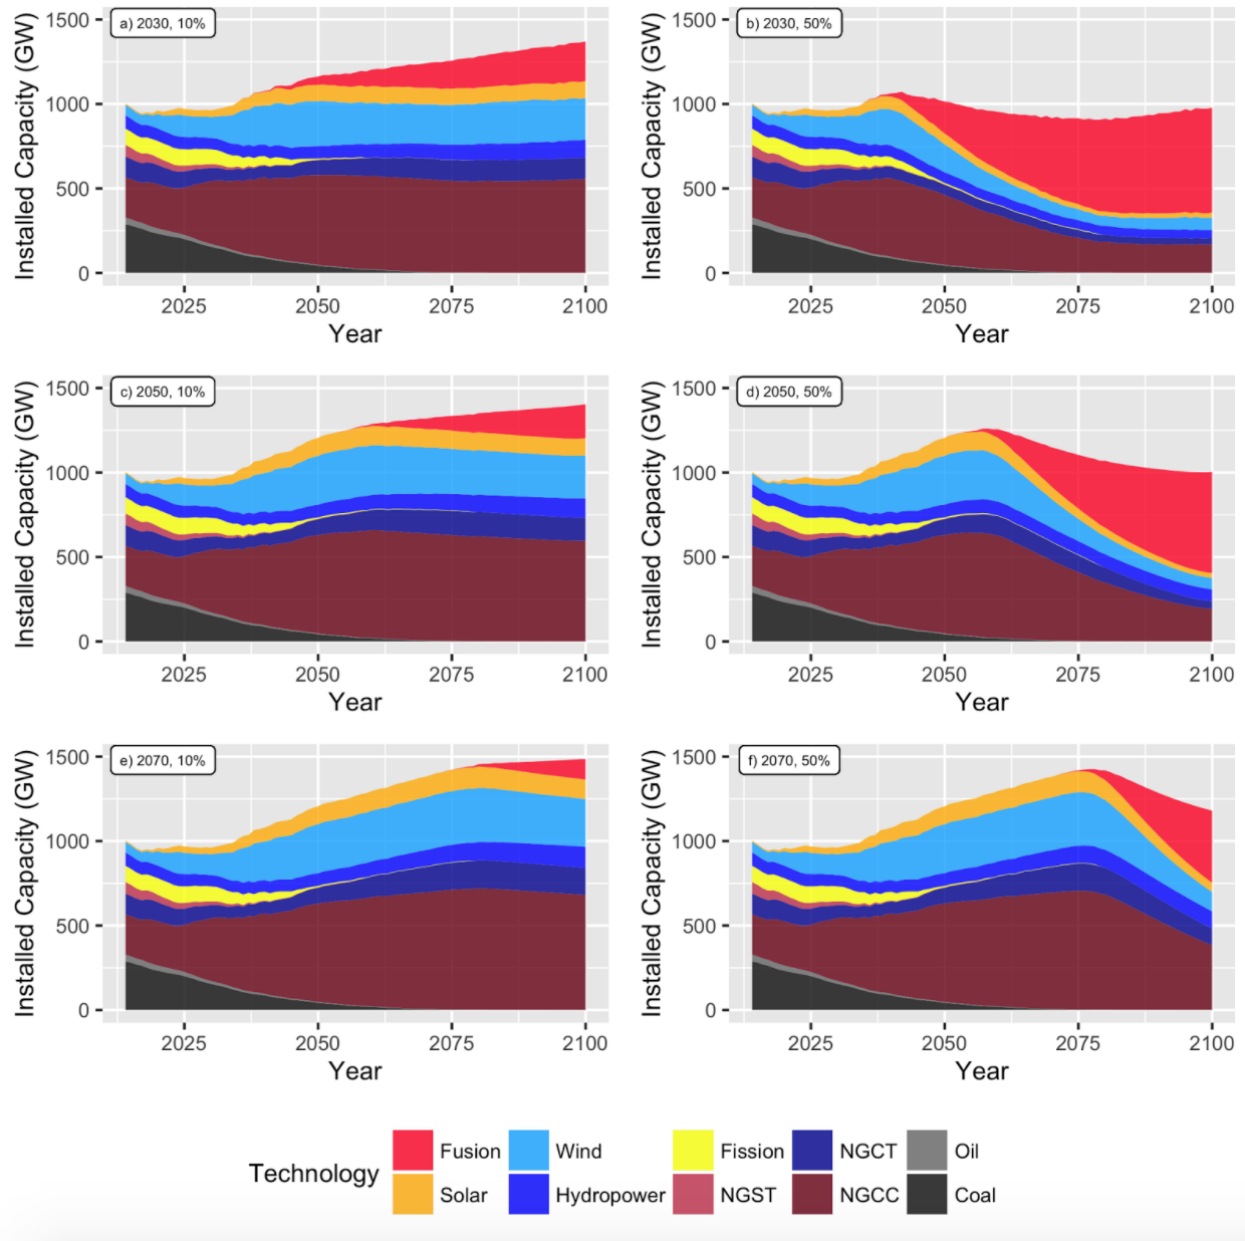 a) 2030, 10%
b) 2030, 50%
Installed Capacity (GW)
1500
1000
500
0
2025 2050 2075 2100
Year
Installed Capacity (GW)
1500
1000
500
0
2025 2050 2075 2100
Year
c) 2050, 10%
d) 2050, 50%
Installed Capacity (GW)
1500
1000
500
0
2025 2050 2075 2100
Year
Installed Capacity (GW)
1500
1000
500
0
2025 2050 2075 2100
Year
e) 2070, 10%
f) 2070, 50%
Installed Capacity (GW)
1500
1000
500
0
2025 2050 2075 2100
Year
Installed Capacity (GW)
1500
1000
500
0
2025 2050 2075 2100
Year
Technology
Fusion Wind Fission NGCT Oil
Solar Hydropower NGST NGCC Coal